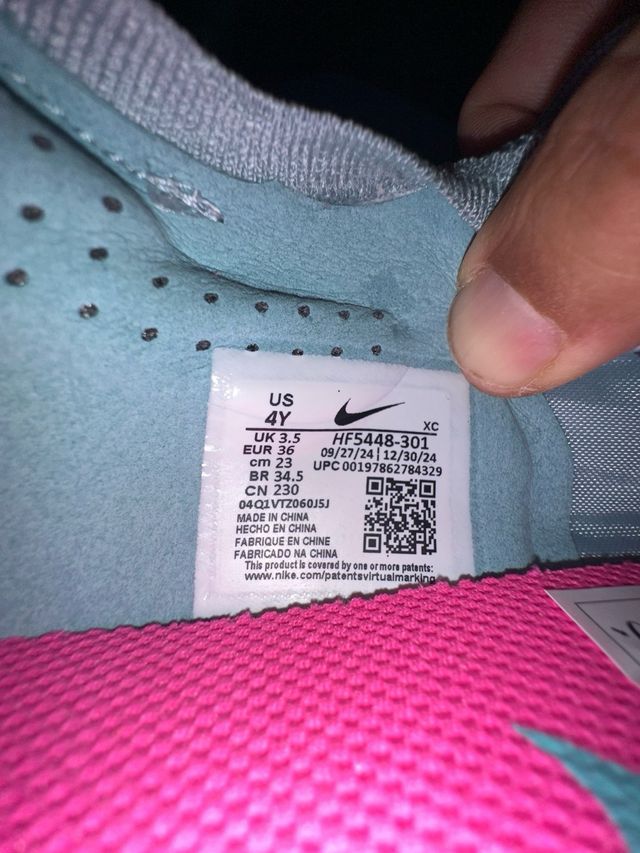 US
4Y
XC
UK 3.5
EUR 36
cm 23
BR 34.5
CN 230
HF5448-301
09/27/24 | 12/30/24
UPC 00197862784329
04Q1VTZ060J5J
MADE IN CHINA
HECHO EN CHINA
FABRIQUE EN CHINE
FABRICADO NA CHINA
This product is covered by one or more patents:
www.nike.com/patentsvirtualmarking